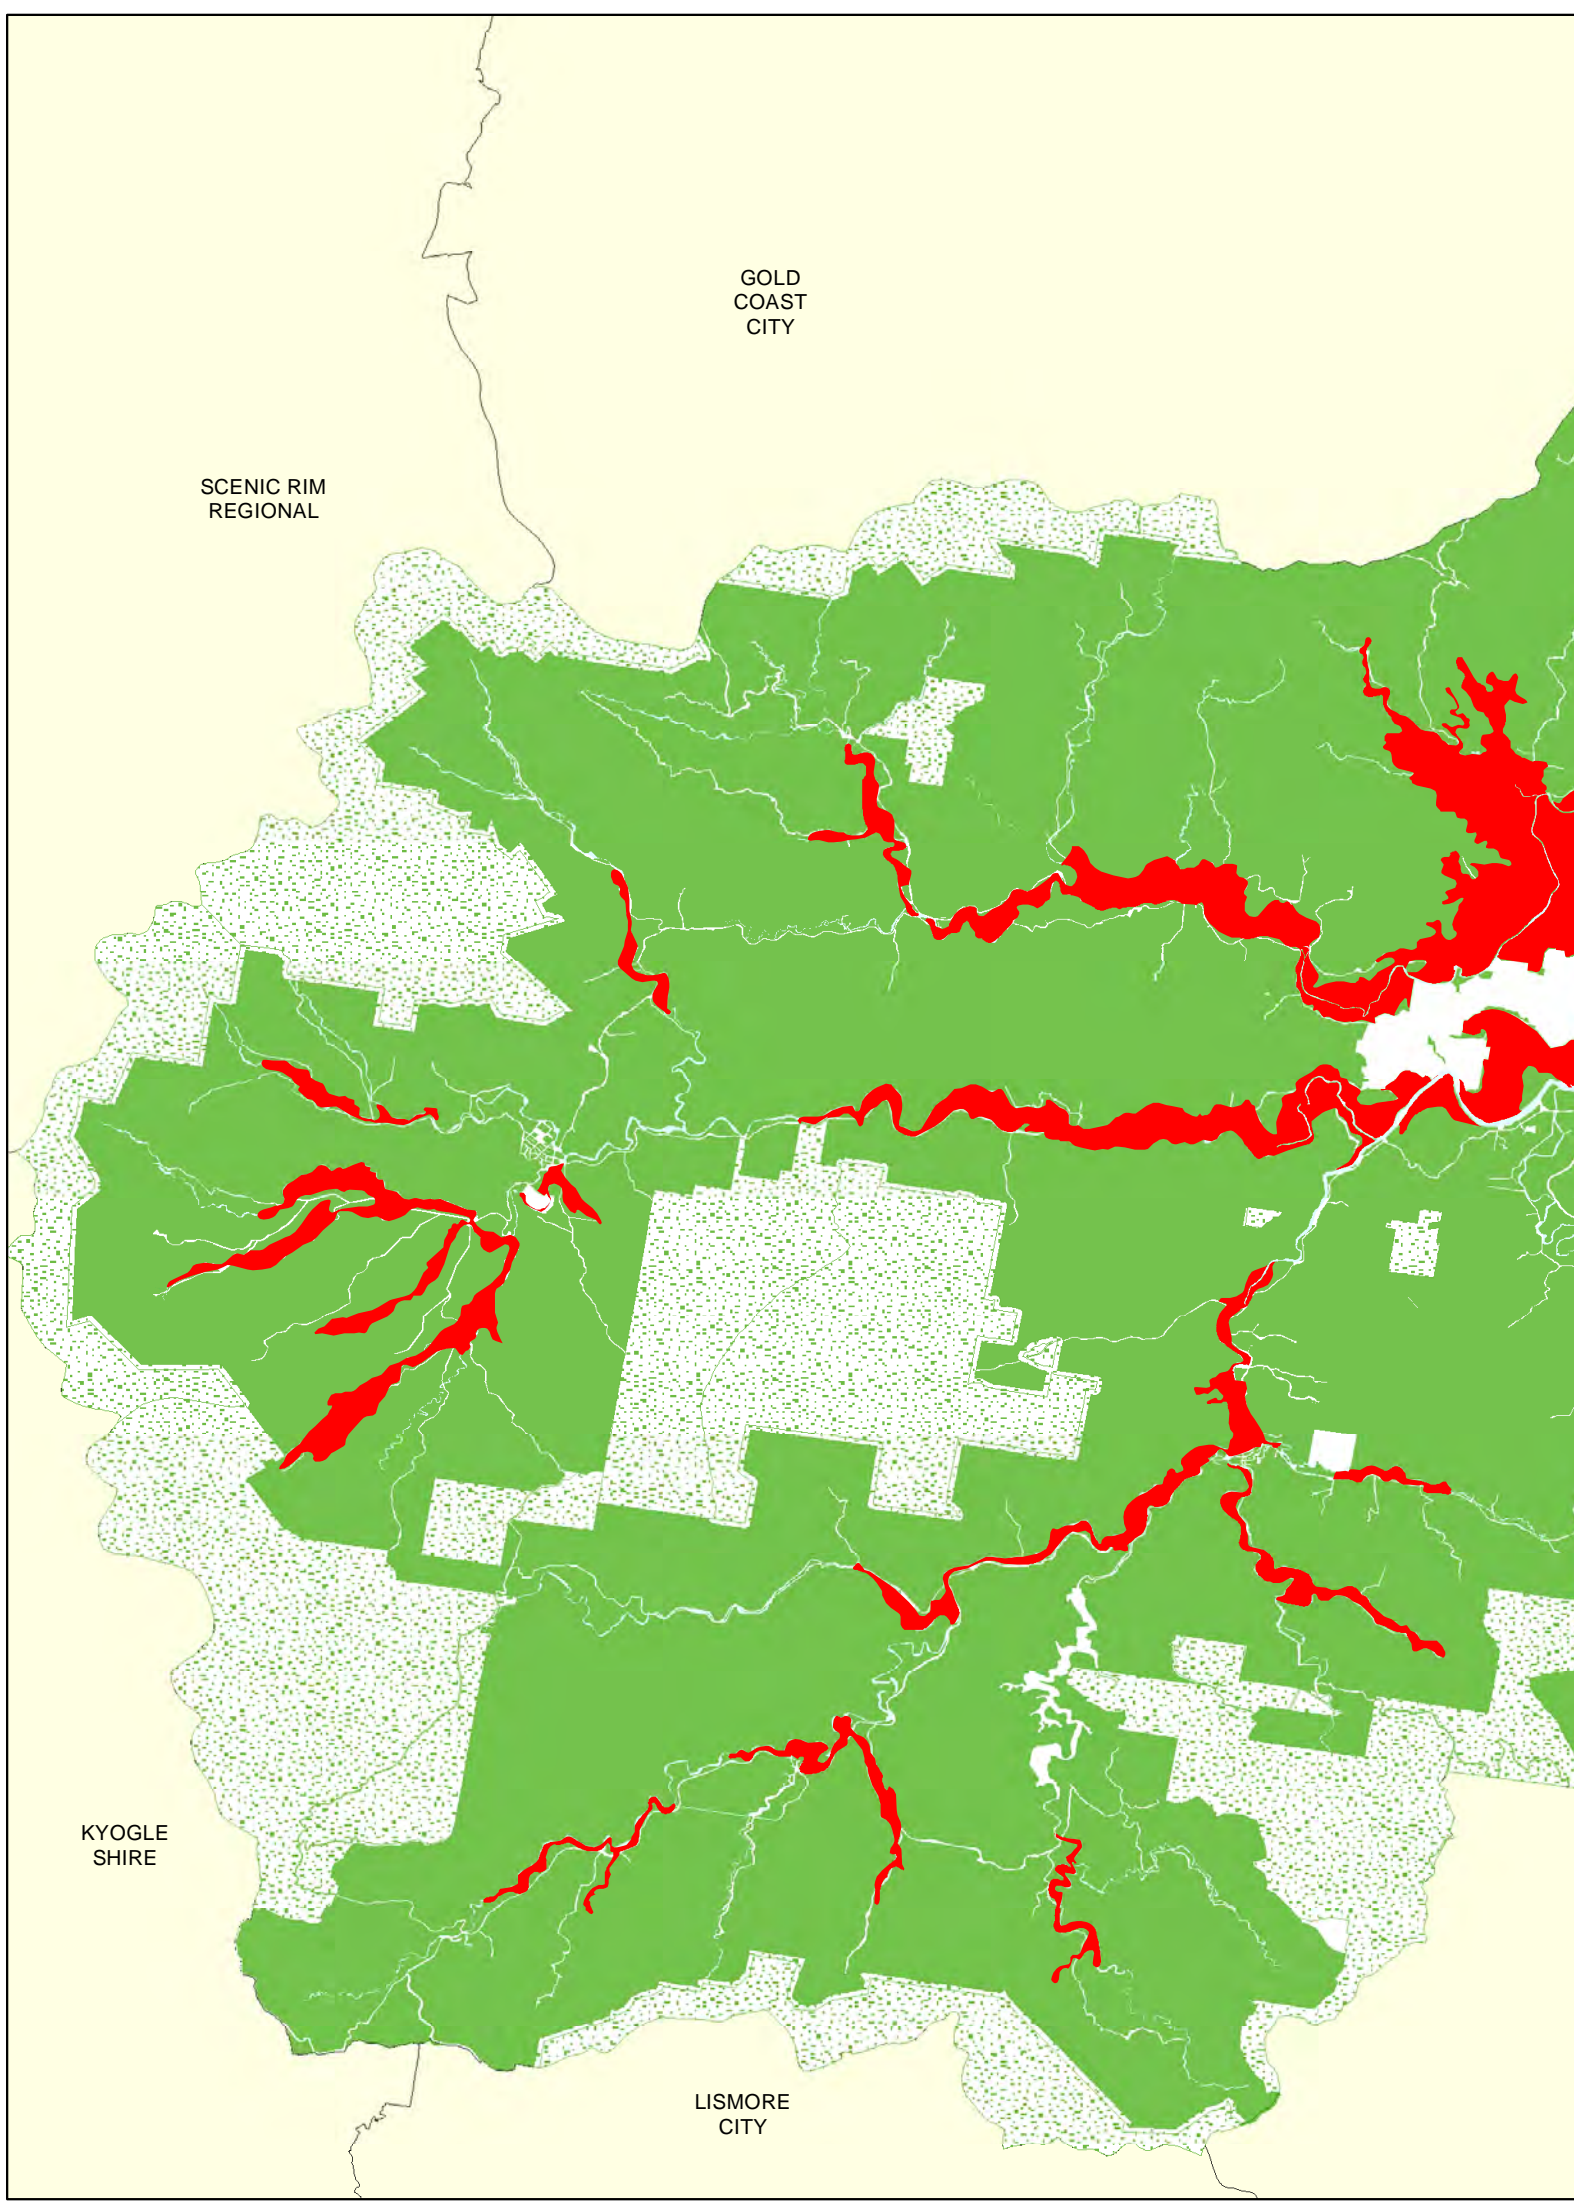 GOLD
COAST
CITY
SCENIC RIM
REGIONAL
KYOGLE
SHIRE
LISMORE
CITY